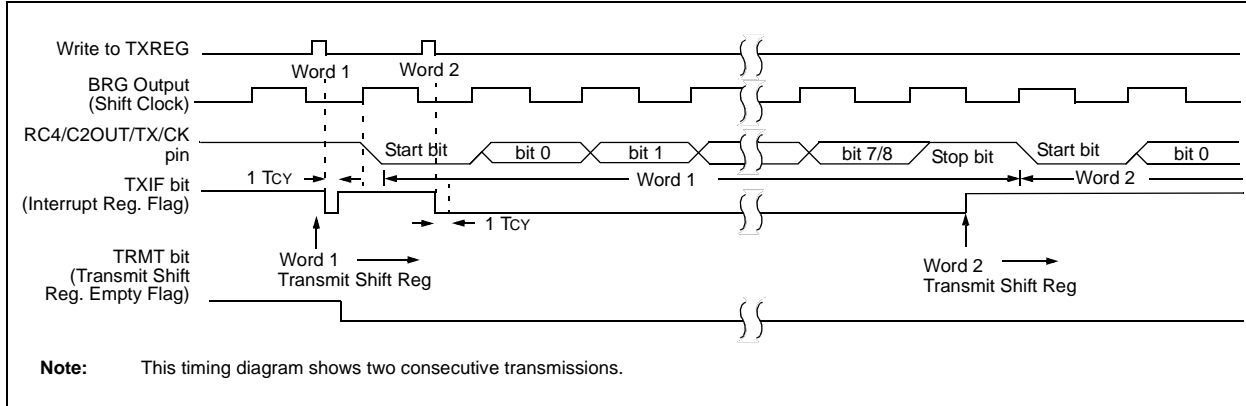 Write to TXREG
Word 1
Word 2
BRG Output
(Shift Clock)
RC4/C2OUT/TX/CK
pin
Start bit
bit 0
bit 1
bit 7/8
Stop bit
Start bit
bit 0
1 TCY
Word 1
Word 2
TXIF bit
(Interrupt Reg. Flag)
1 TCY
TRMT bit
(Transmit Shift
Reg. Empty Flag)
Word 1
Transmit Shift Reg
Word 2
Transmit Shift Reg
Note: This timing diagram shows two consecutive transmissions.